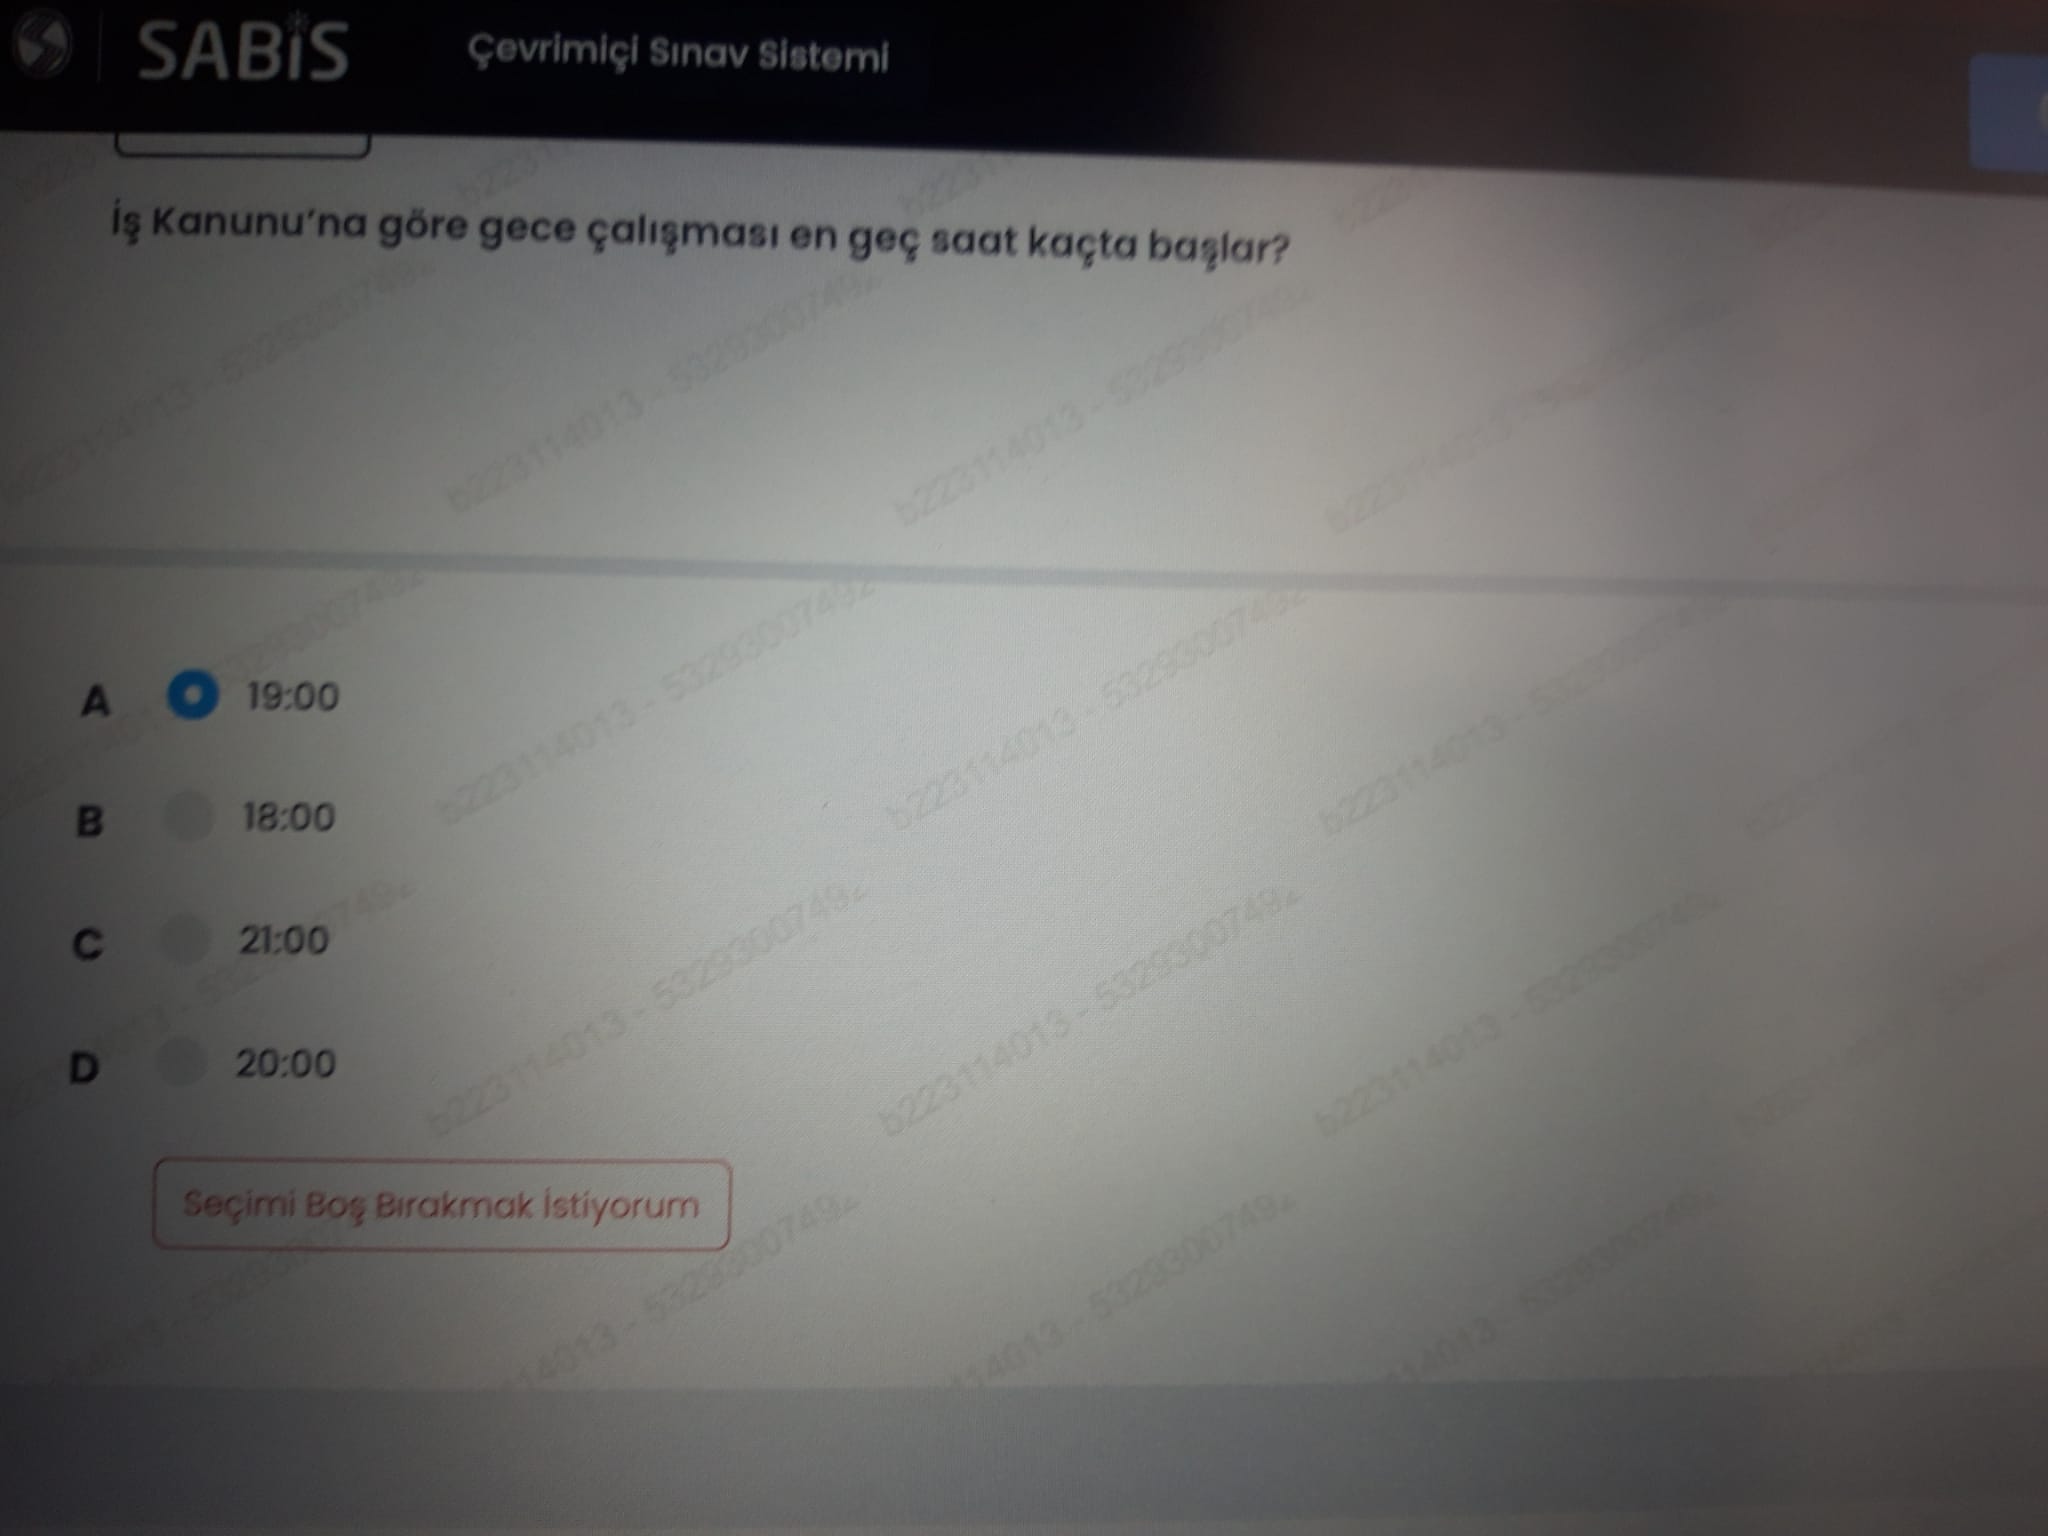 SABİS
Çevrimiçi Sınav Sistemi
İş Kanunu'na göre gece çalışması en geç saat kaçta başlar?
A 19:00
B 18:00
C 21:00
D 20:00
Seçimi Boş Bırakmak İstiyorum
b223114013 - 53293007492